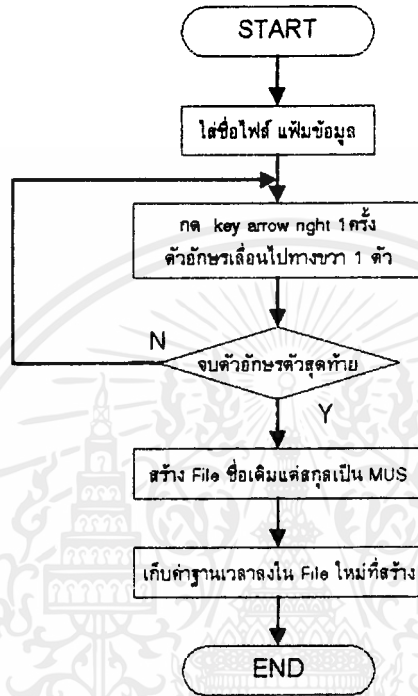 START
ใส่ชื่อไฟล์ แฟ้มข้อมูล
กด key arrow right 1ครั้ง
ตัวอักษรเลื่อนไปทางขวา 1 ตัว
N
จบตัวอักษรตัวสุดท้าย
Y
สร้าง File ชื่อเดิมแต่สกุลเป็น MUS
เก็บค่าฐานเวลาลงใน File ใหม่ที่สร้าง
END